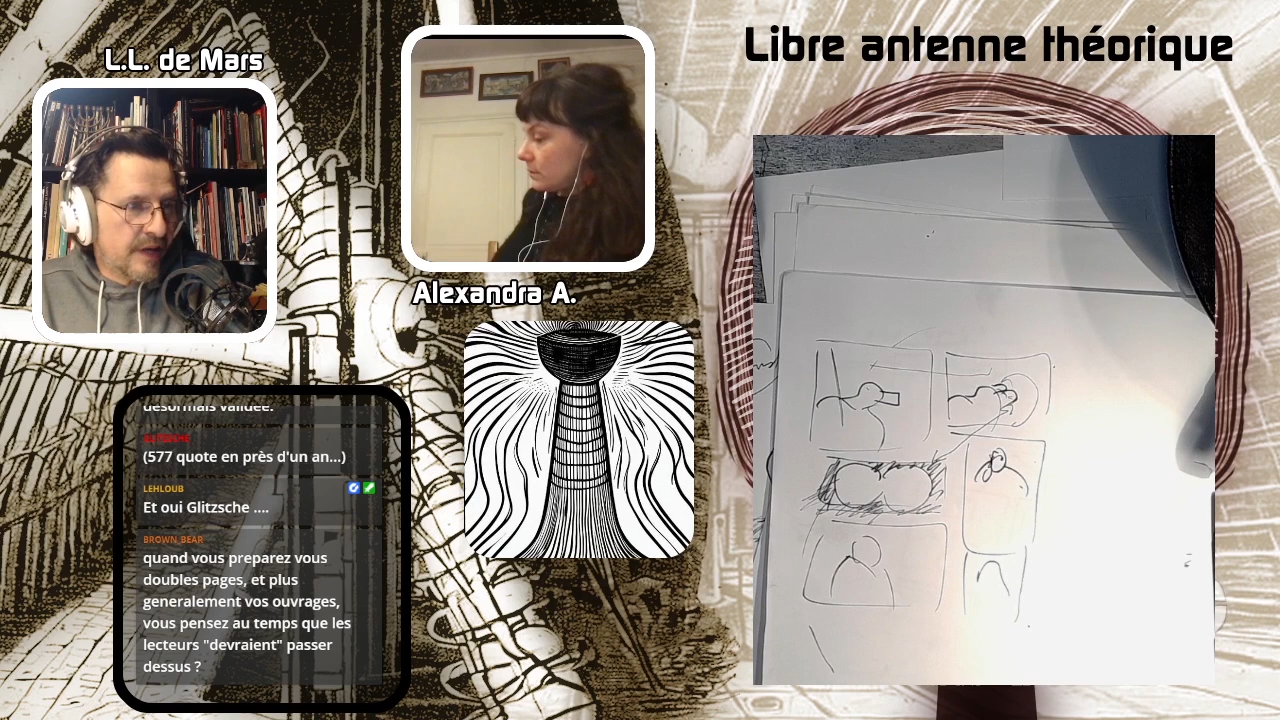 Libre antenne théorique
L.L. de Mars
Alexandra A.
désormais validée.
(577 quote en près d'un an...)
LEHLOUB
Et oui Glitzsche ....
BROWN_BEAR
quand vous preparez vous
doubles pages, et plus
generalement vos ouvrages,
vous pensez au temps que les
lecteurs "devraient" passer
dessus ?